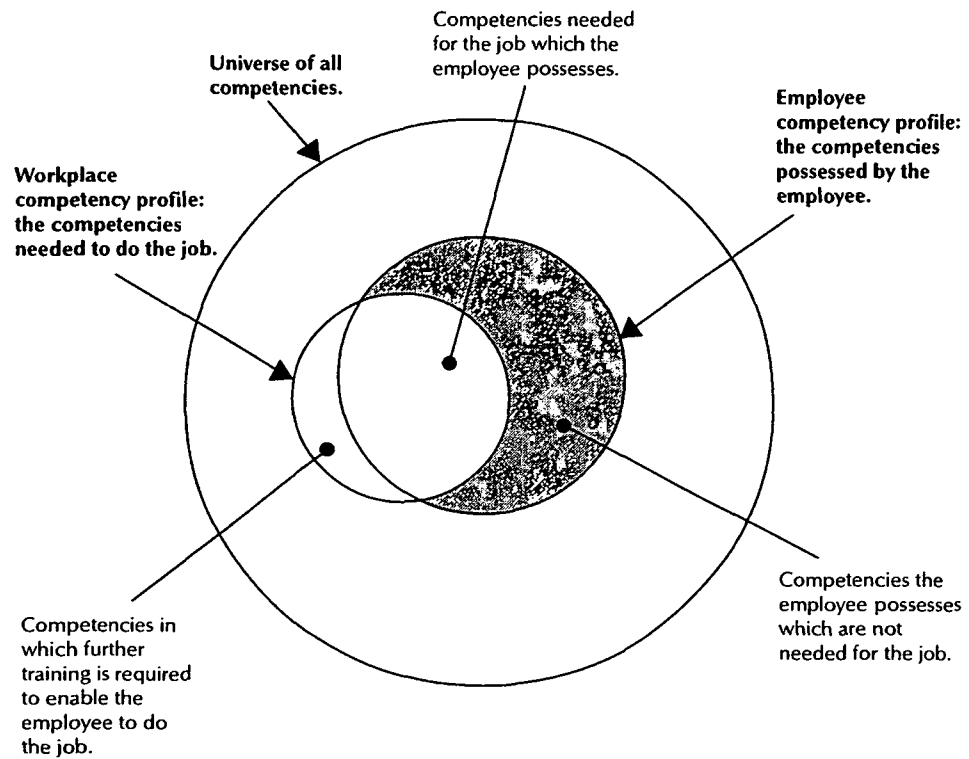 Competencies needed
for the job which the
employee possesses.
Universe of all
competencies.
Employee
competency profile:
the competencies
possessed by the
employee.
Workplace
competency profile:
the competencies
needed to do the job.
Competencies the
employee possesses
which are not
needed for the job.
Competencies in
which further
training is required
to enable the
employee to do
the job.